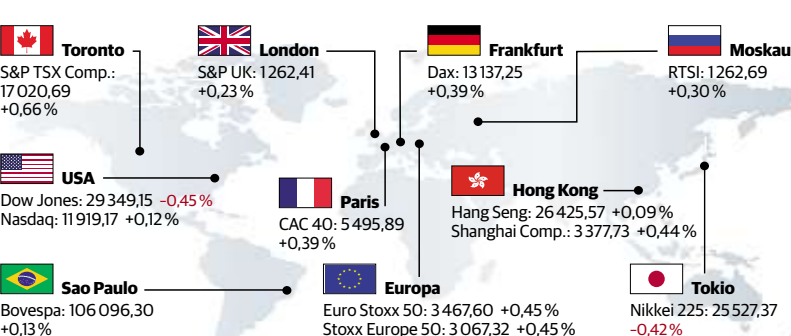 Toronto
S&P TSX Comp.:
17 020,69
+0,66 %
London
S&P UK: 1262,41
+0,23 %
Frankfurt
Dax: 13 137,25
+0,39 %
Moskau
RTSI: 1262,69
+0,30 %
USA
Dow Jones: 29 349,15 -0,45 %
Nasdaq: 11 919,17 +0,12 %
Paris
CAC 40: 5 495,89
+0,39 %
Hong Kong
Hang Seng: 26 425,57 +0,09 %
Shanghai Comp.: 3 377,73 +0,44 %
Sao Paulo
Bovespa: 106 096,30
+0,13 %
Europa
Euro Stoxx 50: 3 467,60 +0,45 %
Stoxx Europe 50: 3 067,32 +0,45 %
Tokio
Nikkei 225: 25 527,37
-0,42 %